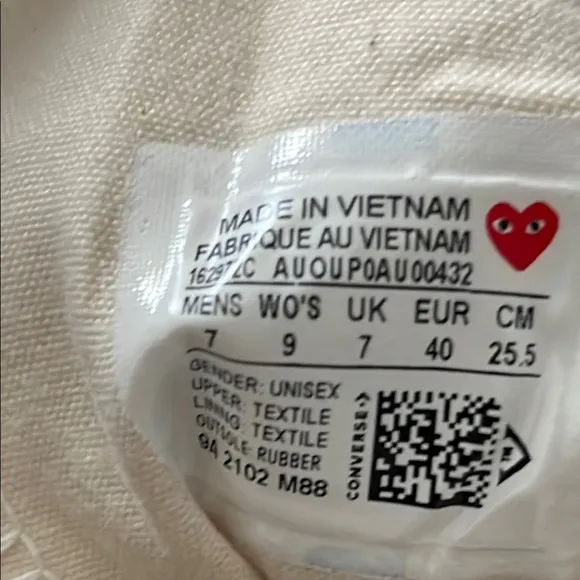 MADE IN VIETNAM
FABRIQUE AU VIETNAM
162972C AUOUP0AU00432
MENS WO'S UK EUR CM
7 9 7 40 25.5
GENDER: UNISEX
UPPER: TEXTILE
LINING: TEXTILE
OUTSOLE: RUBBER
9A 2102 M88
CONVERSE